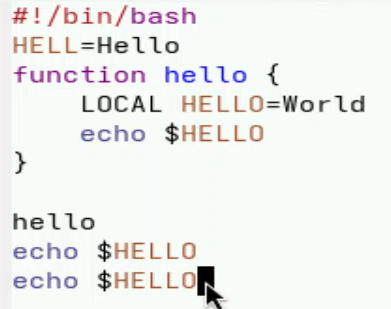 #!/bin/bash
HELL=Hello
function hello {
    LOCAL HELLO=World
    echo $HELLO
}

hello
echo $HELLO
echo $HELLO